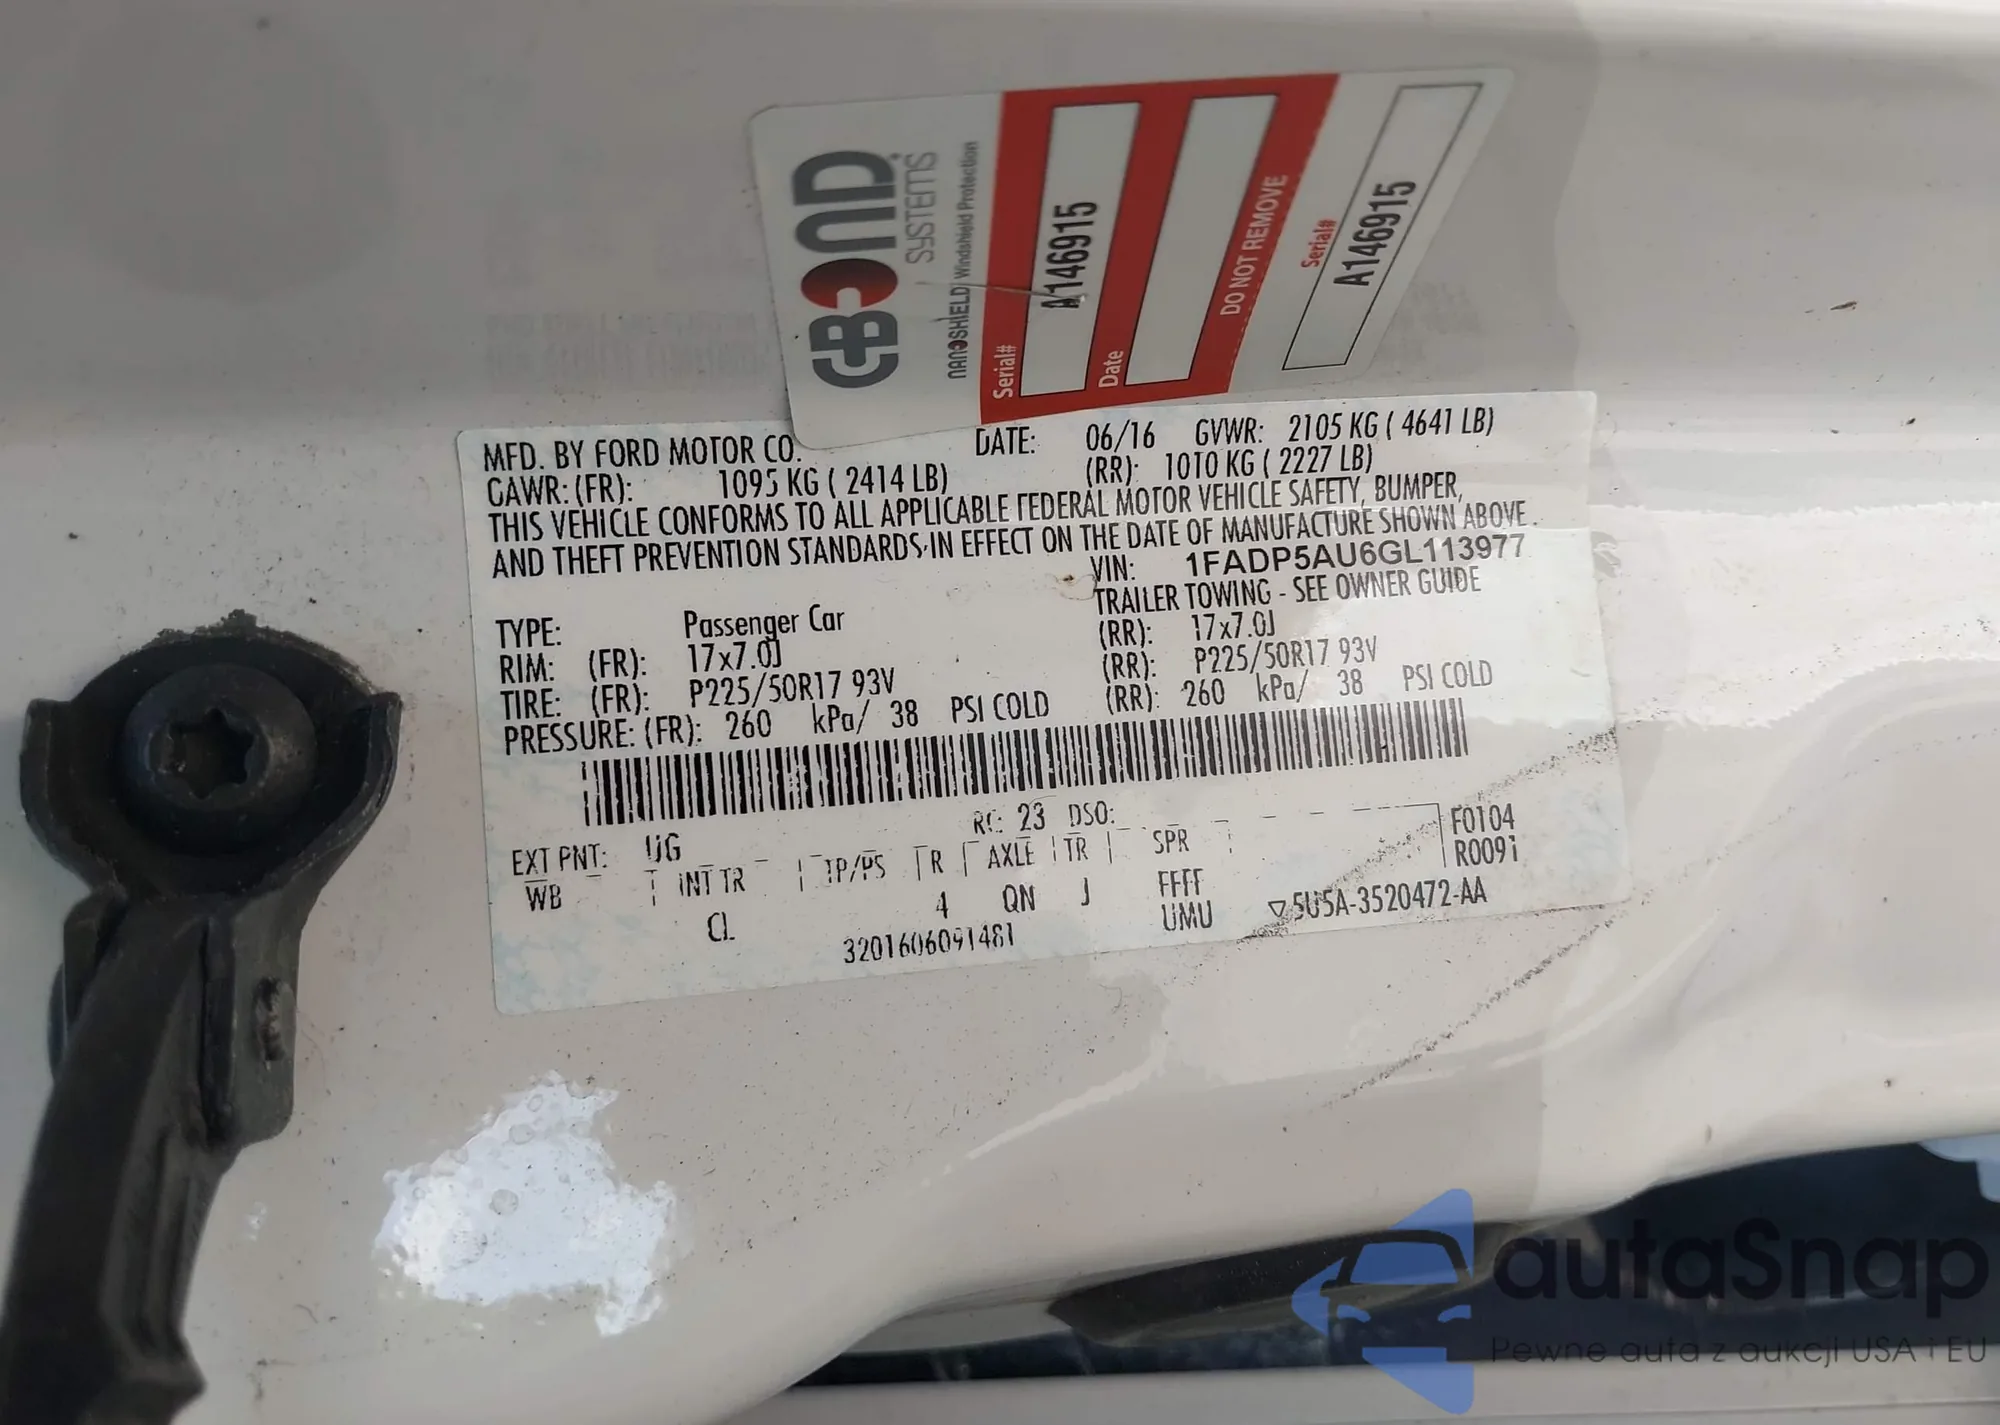 CBOND
SYSTEMS
NANOSHIELD Windshield Protection
Serial# A146915
Date
DO NOT REMOVE
Serial#
A146915
MFD. BY FORD MOTOR CO. DATE: 06/16 GVWR: 2105 KG ( 4641 LB)
GAWR: (FR): 1095 KG ( 2414 LB) (RR): 1010 KG ( 2227 LB)
THIS VEHICLE CONFORMS TO ALL APPLICABLE FEDERAL MOTOR VEHICLE SAFETY, BUMPER,
AND THEFT PREVENTION STANDARDS IN EFFECT ON THE DATE OF MANUFACTURE SHOWN ABOVE.
VIN: 1FADP5AU6GL113977
TYPE: Passenger Car TRAILER TOWING - SEE OWNER GUIDE
RIM: (FR): 17x7.0J (RR): 17x7.0J
TIRE: (FR): P225/50R17 93V (RR): P225/50R17 93V
PRESSURE: (FR): 260 kPa/ 38 PSI COLD (RR): 260 kPa/ 38 PSI COLD
EXT PNT: UG RC: 23 DSO: F0104
WB INT TR TP/PS R AXLE TR SPR R0091
CL 4 QN J FFFF
3201606091481 UMU ▽5U5A-3520472-AA
autaSnap
Pewne auta z aukcji USA i EU